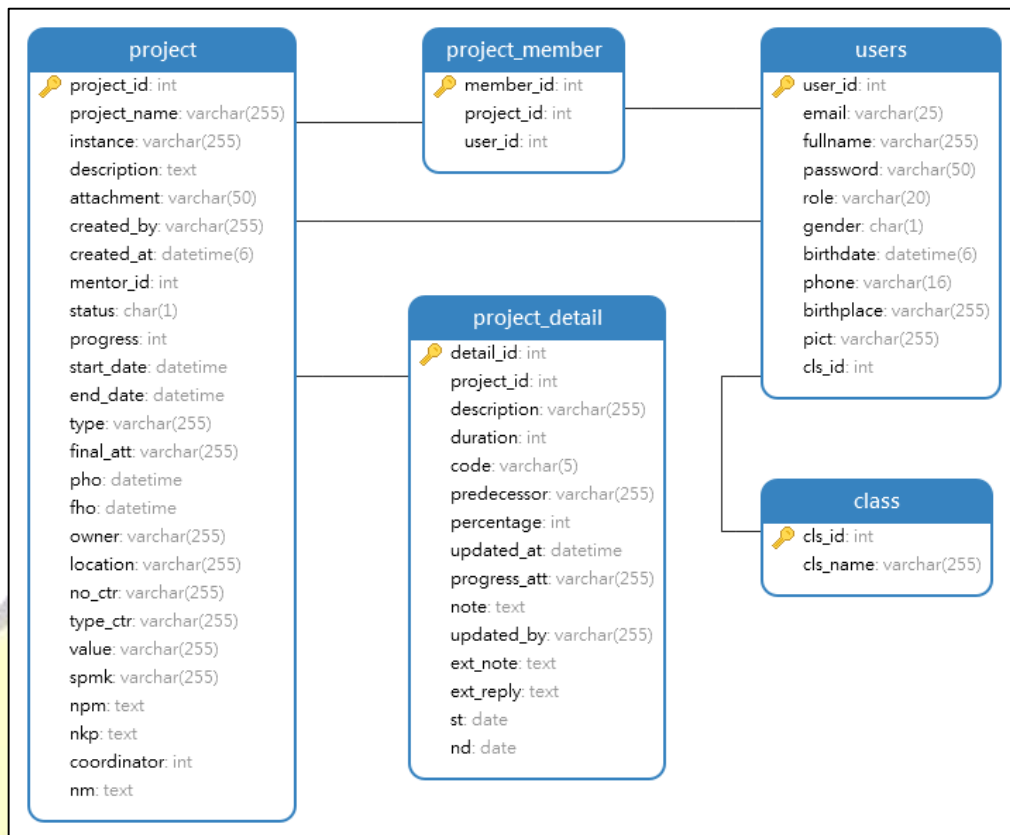 project
project_id: int
project_name: varchar(255)
instance: varchar(255)
description: text
attachment: varchar(50)
created_by: varchar(255)
created_at: datetime(6)
mentor_id: int
status: char(1)
progress: int
start_date: datetime
end_date: datetime
type: varchar(255)
final_att: varchar(255)
pho: datetime
fho: datetime
owner: varchar(255)
location: varchar(255)
no_ctr: varchar(255)
type_ctr: varchar(255)
value: varchar(255)
spmk: varchar(255)
npm: text
nkp: text
coordinator: int
nm: text
project_member
member_id: int
project_id: int
user_id: int
project_detail
detail_id: int
project_id: int
description: varchar(255)
duration: int
code: varchar(5)
predecessor: varchar(255)
percentage: int
updated_at: datetime
progress_att: varchar(255)
note: text
updated_by: varchar(255)
ext_note: text
ext_reply: text
st: date
nd: date
users
user_id: int
email: varchar(25)
fullname: varchar(255)
password: varchar(50)
role: varchar(20)
gender: char(1)
birthdate: datetime(6)
phone: varchar(16)
birthplace: varchar(255)
pict: varchar(255)
cls_id: int
class
cls_id: int
cls_name: varchar(255)